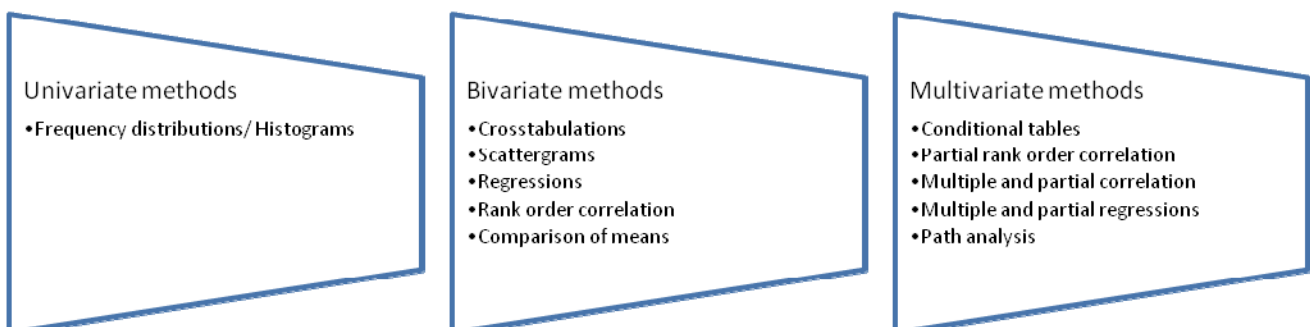 Univariate methods
•Frequency distributions/ Histograms
Bivariate methods
•Crosstabulations
•Scattergrams
•Regressions
•Rank order correlation
•Comparison of means
Multivariate methods
•Conditional tables
•Partial rank order correlation
•Multiple and partial correlation
•Multiple and partial regressions
•Path analysis